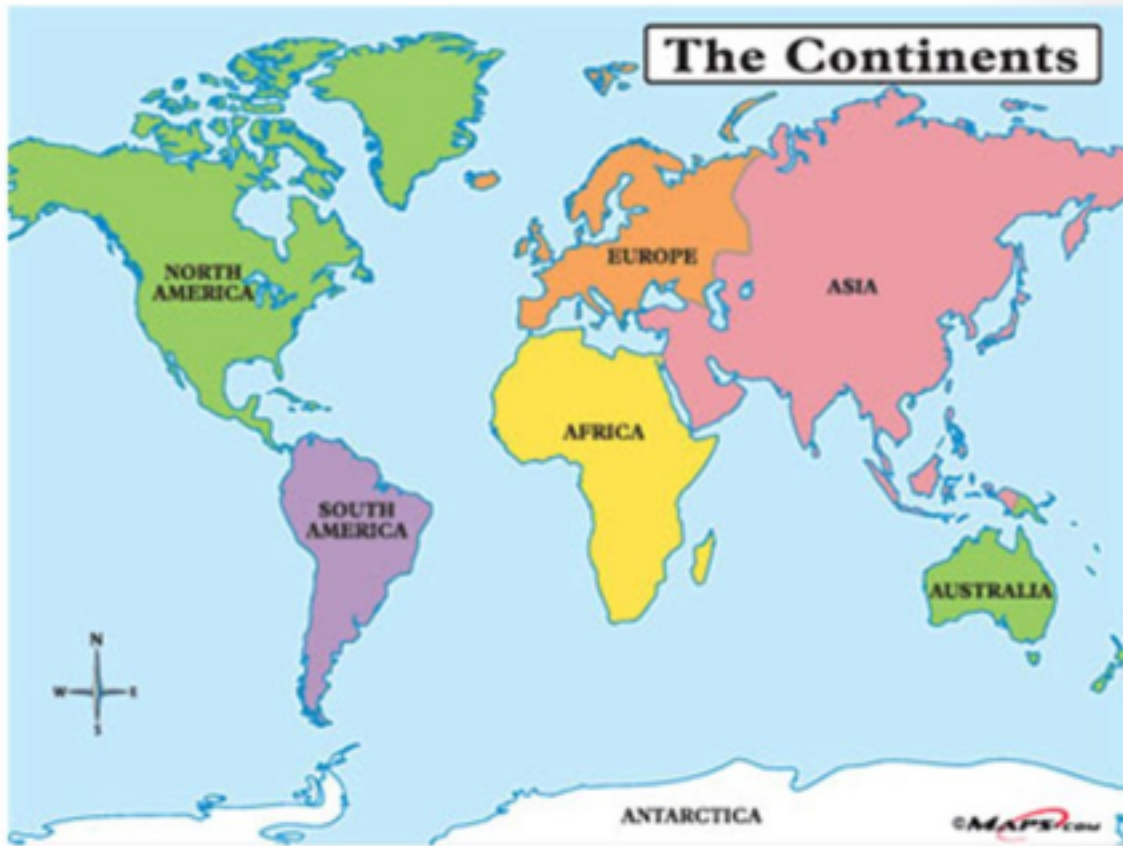 The Continents
NORTH
AMERICA
EUROPE
ASIA
AFRICA
SOUTH
AMERICA
AUSTRALIA
N
W
E
S
ANTARCTICA
©MAPS.COM